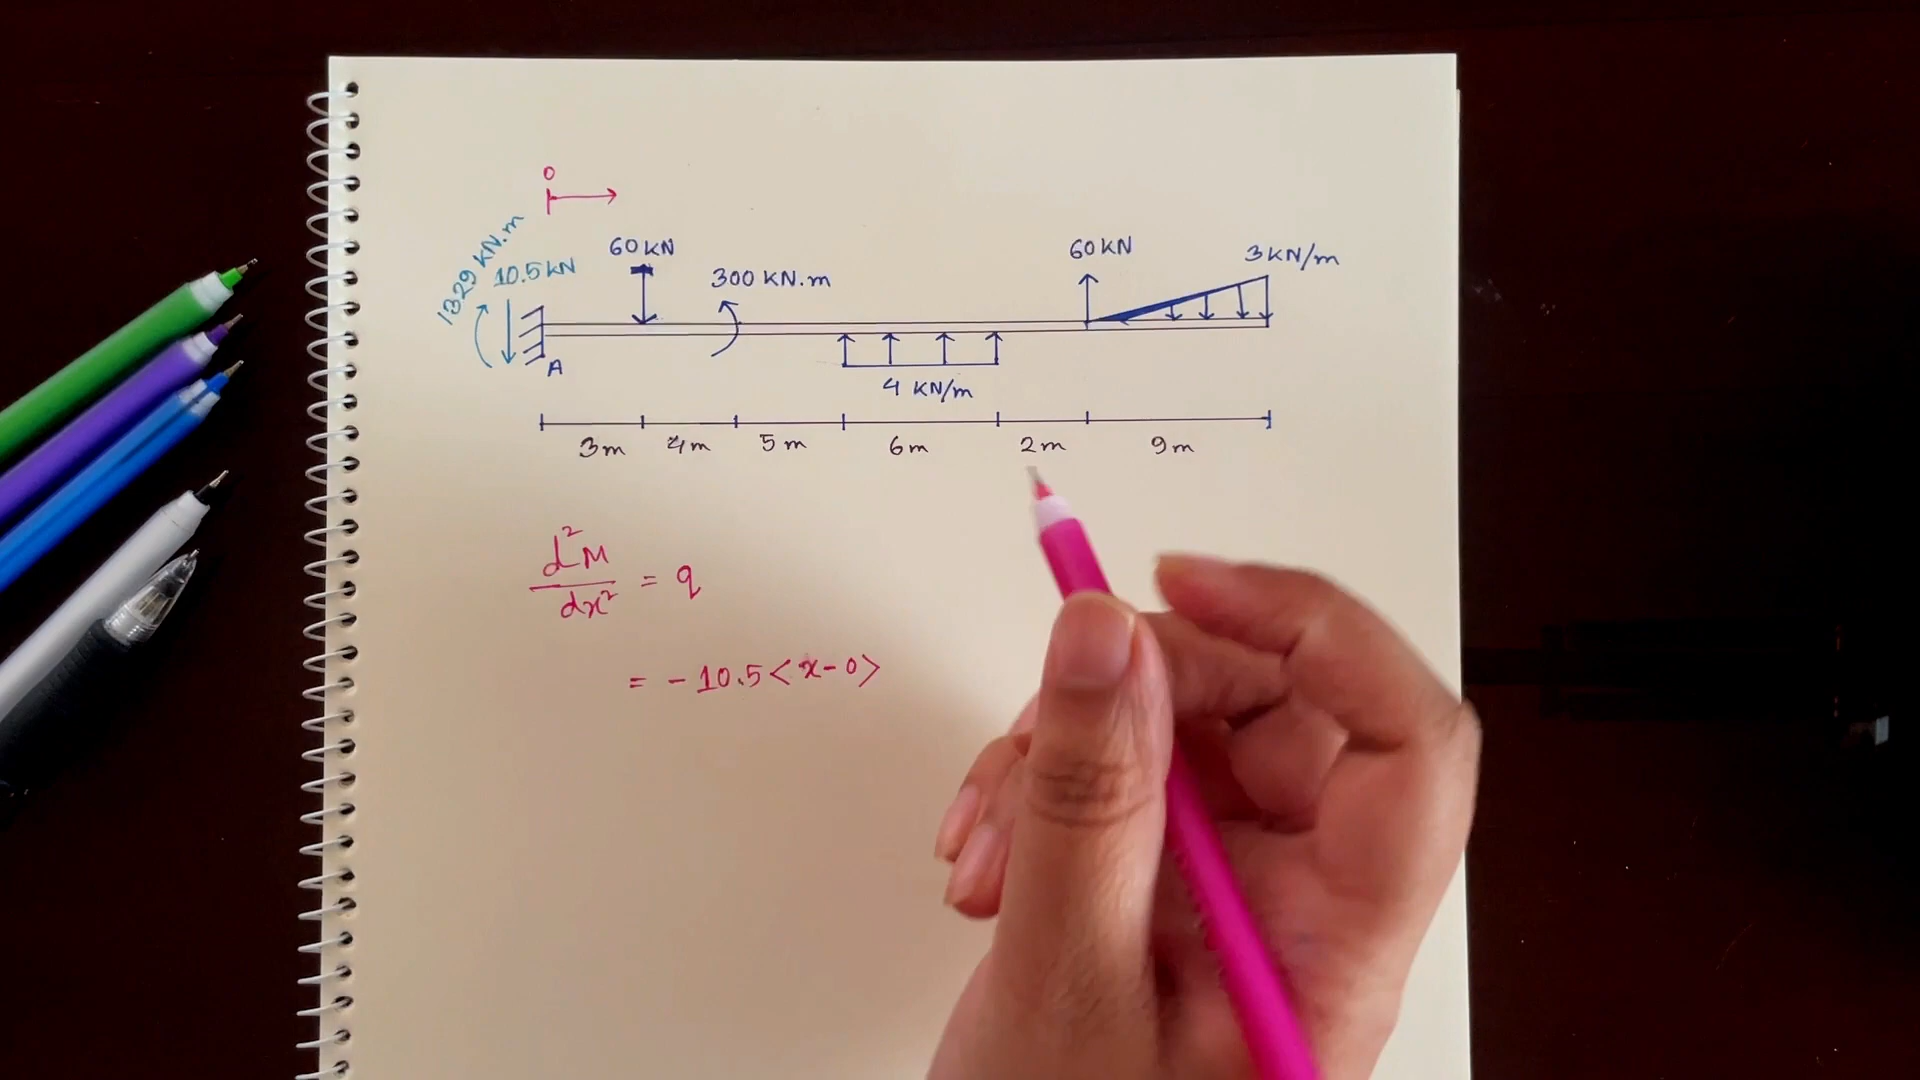 0
1329 KN.m
10.5 KN
60 KN
300 KN.m
60 KN
3 KN/m
A
4 KN/m
3m 4m 5m 6m 2m 9m
d²M/dx² = q
= - 10.5 < x - 0 >